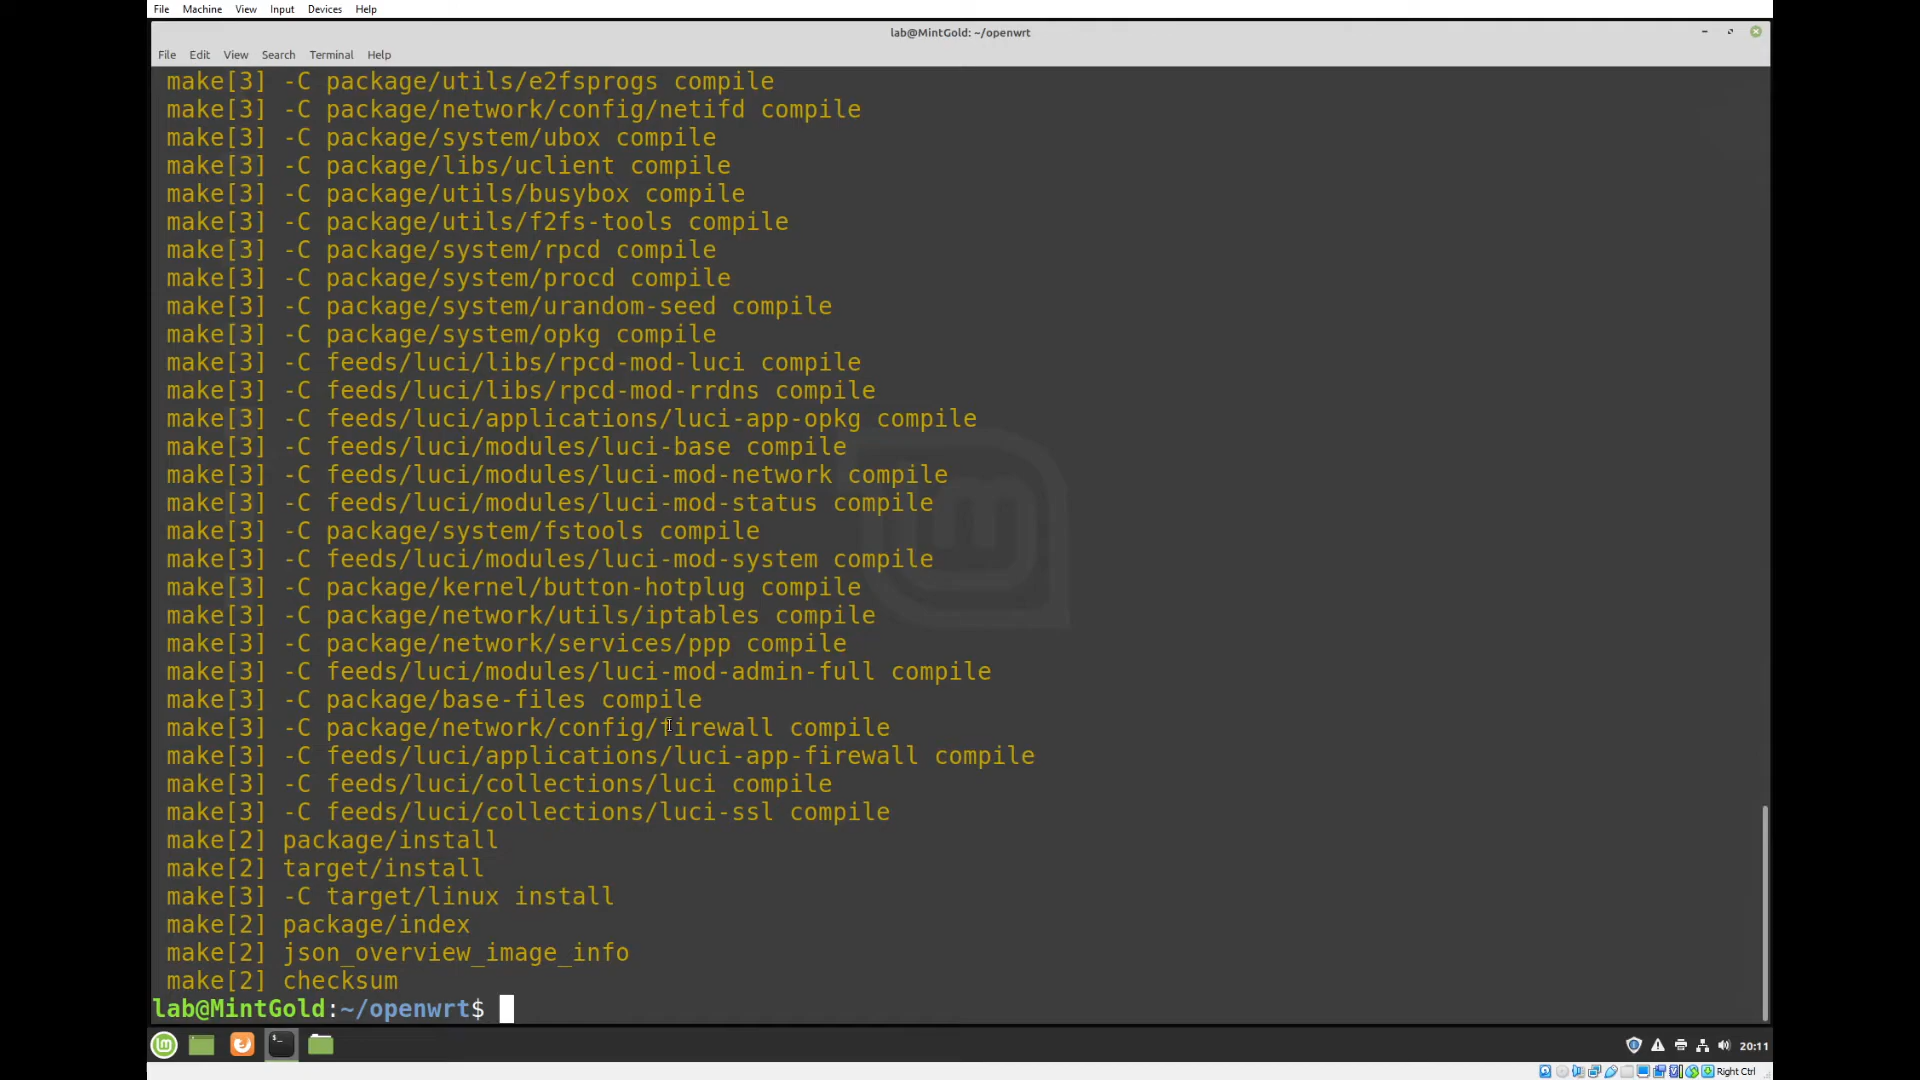 File Machine View Input Devices Help
lab@MintGold: ~/openwrt
File Edit View Search Terminal Help
make[3] -C package/utils/e2fsprogs compile
make[3] -C package/network/config/netifd compile
make[3] -C package/system/ubox compile
make[3] -C package/libs/uclient compile
make[3] -C package/utils/busybox compile
make[3] -C package/utils/f2fs-tools compile
make[3] -C package/system/rpcd compile
make[3] -C package/system/procd compile
make[3] -C package/system/urandom-seed compile
make[3] -C package/system/opkg compile
make[3] -C feeds/luci/libs/rpcd-mod-luci compile
make[3] -C feeds/luci/libs/rpcd-mod-rrdns compile
make[3] -C feeds/luci/applications/luci-app-opkg compile
make[3] -C feeds/luci/modules/luci-base compile
make[3] -C feeds/luci/modules/luci-mod-network compile
make[3] -C feeds/luci/modules/luci-mod-status compile
make[3] -C package/system/fstools compile
make[3] -C feeds/luci/modules/luci-mod-system compile
make[3] -C package/kernel/button-hotplug compile
make[3] -C package/network/utils/iptables compile
make[3] -C package/network/services/ppp compile
make[3] -C feeds/luci/modules/luci-mod-admin-full compile
make[3] -C package/base-files compile
make[3] -C package/network/config/firewall compile
make[3] -C feeds/luci/applications/luci-app-firewall compile
make[3] -C feeds/luci/collections/luci compile
make[3] -C feeds/luci/collections/luci-ssl compile
make[2] package/install
make[2] target/install
make[3] -C target/linux install
make[2] package/index
make[2] json_overview_image_info
make[2] checksum
lab@MintGold:~/openwrt$
20:11
Right Ctrl